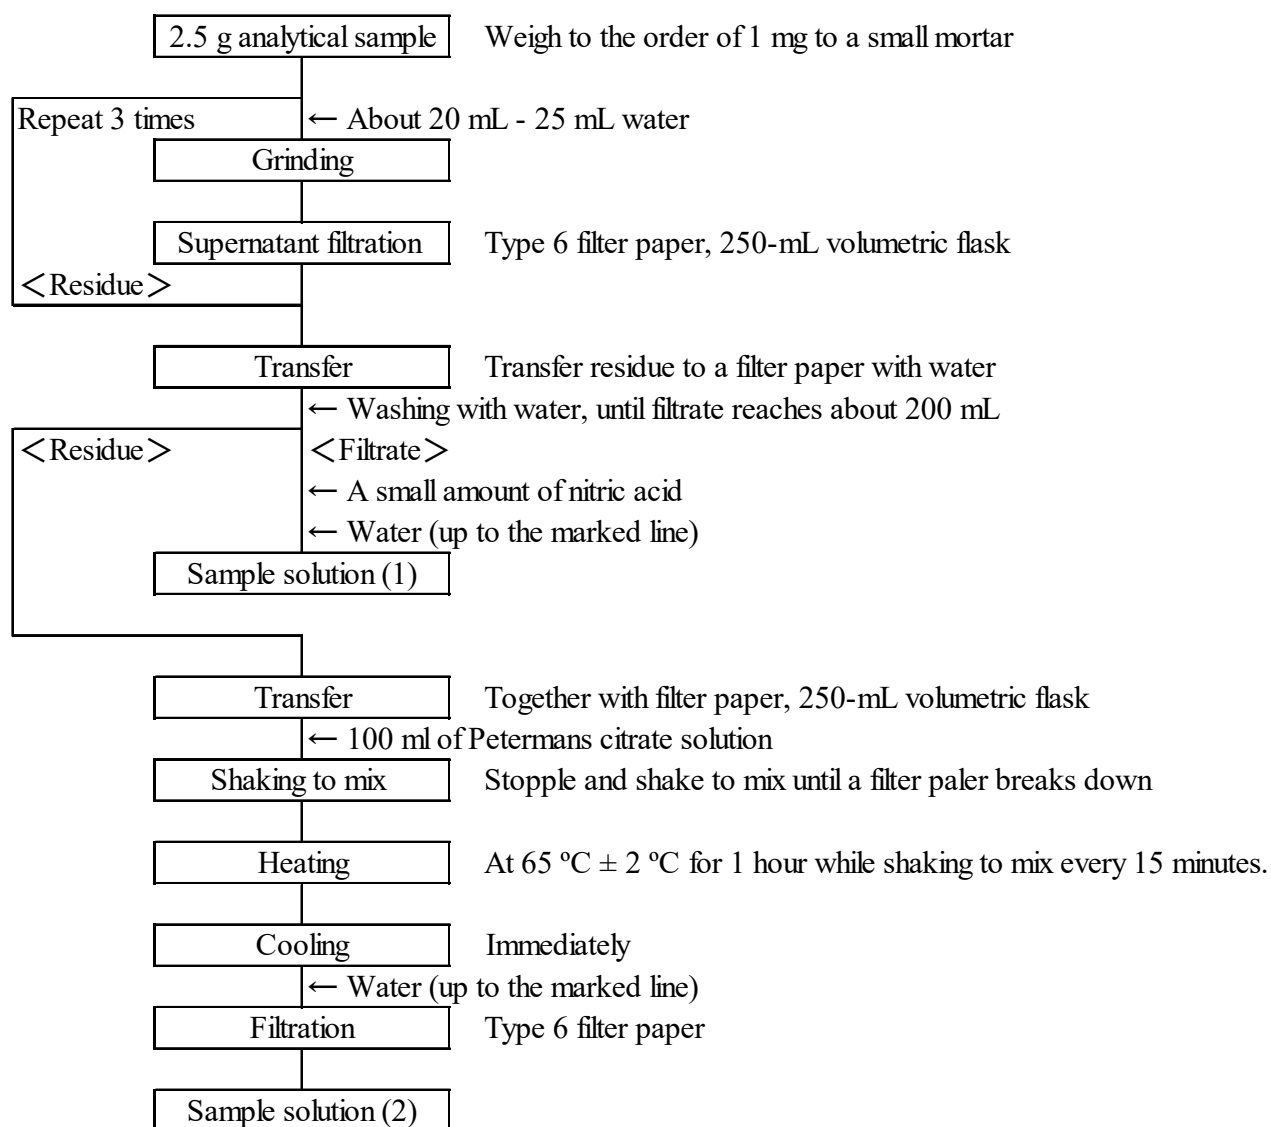 2.5 g analytical sample Weigh to the order of 1 mg to a small mortar
Repeat 3 times ← About 20 mL - 25 mL water
Grinding
Supernatant filtration Type 6 filter paper, 250-mL volumetric flask
＜Residue＞
Transfer Transfer residue to a filter paper with water
← Washing with water, until filtrate reaches about 200 mL
＜Residue＞ ＜Filtrate＞
← A small amount of nitric acid
← Water (up to the marked line)
Sample solution (1)
Transfer Together with filter paper, 250-mL volumetric flask
← 100 ml of Petermans citrate solution
Shaking to mix Stopple and shake to mix until a filter paler breaks down
Heating At 65 ºC ± 2 ºC for 1 hour while shaking to mix every 15 minutes.
Cooling Immediately
← Water (up to the marked line)
Filtration Type 6 filter paper
Sample solution (2)